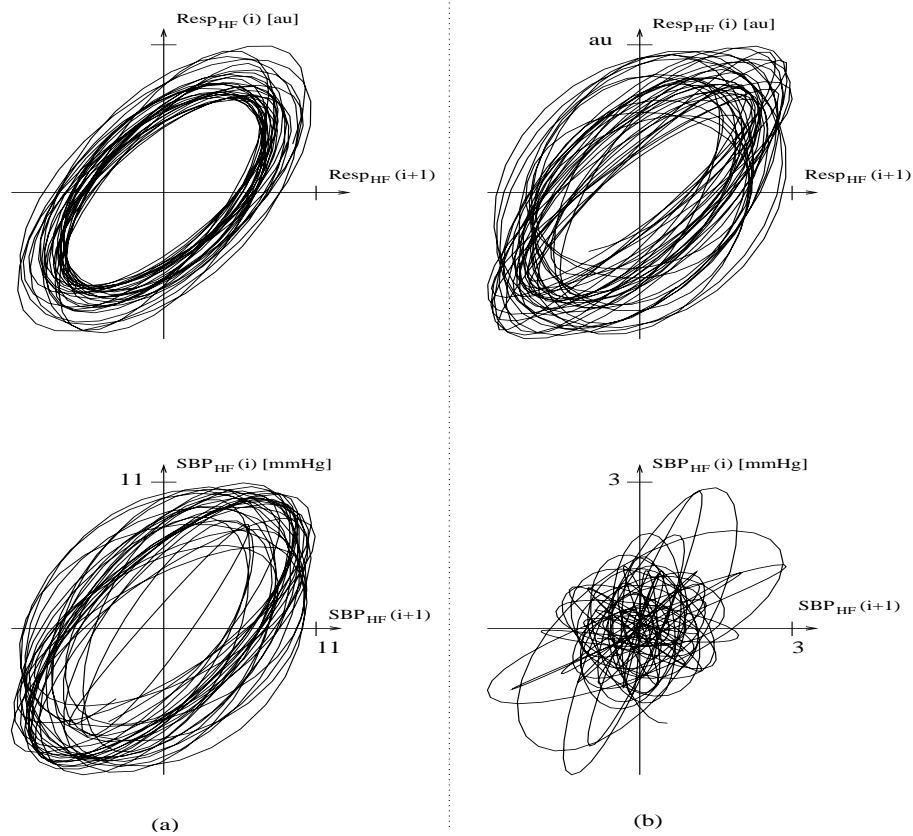 Resp_HF (i) [au]
Resp_HF (i+1)
Resp_HF (i) [au]
au
Resp_HF (i+1)
SBP_HF (i) [mmHg]
11
SBP_HF (i+1)
11
SBP_HF (i) [mmHg]
3
SBP_HF (i+1)
3
(a)
(b)